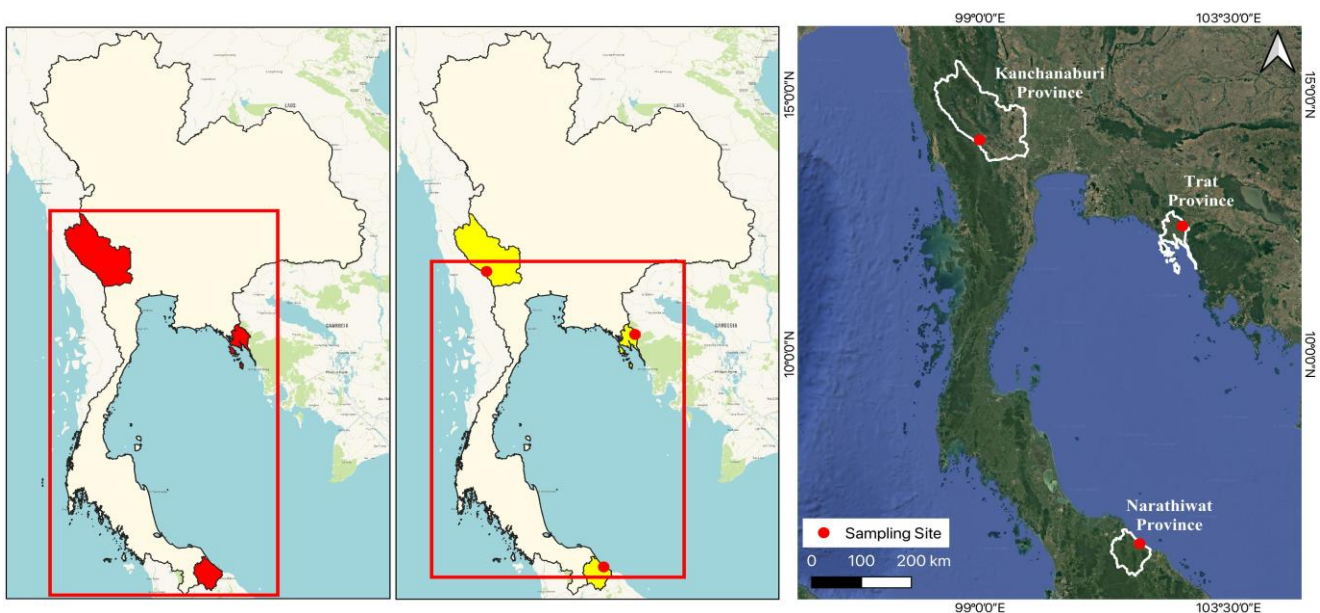 LAOS
CAMBODIA
LAOS
CAMBODIA
99°0'0"E
103°30'0"E
15°0'0"N
10°0'0"N
Kanchanaburi
Province
Trat
Province
Narathiwat
Province
Sampling Site
0 100 200 km
15°0'0"N
10°0'0"N
99°0'0"E
103°30'0"E